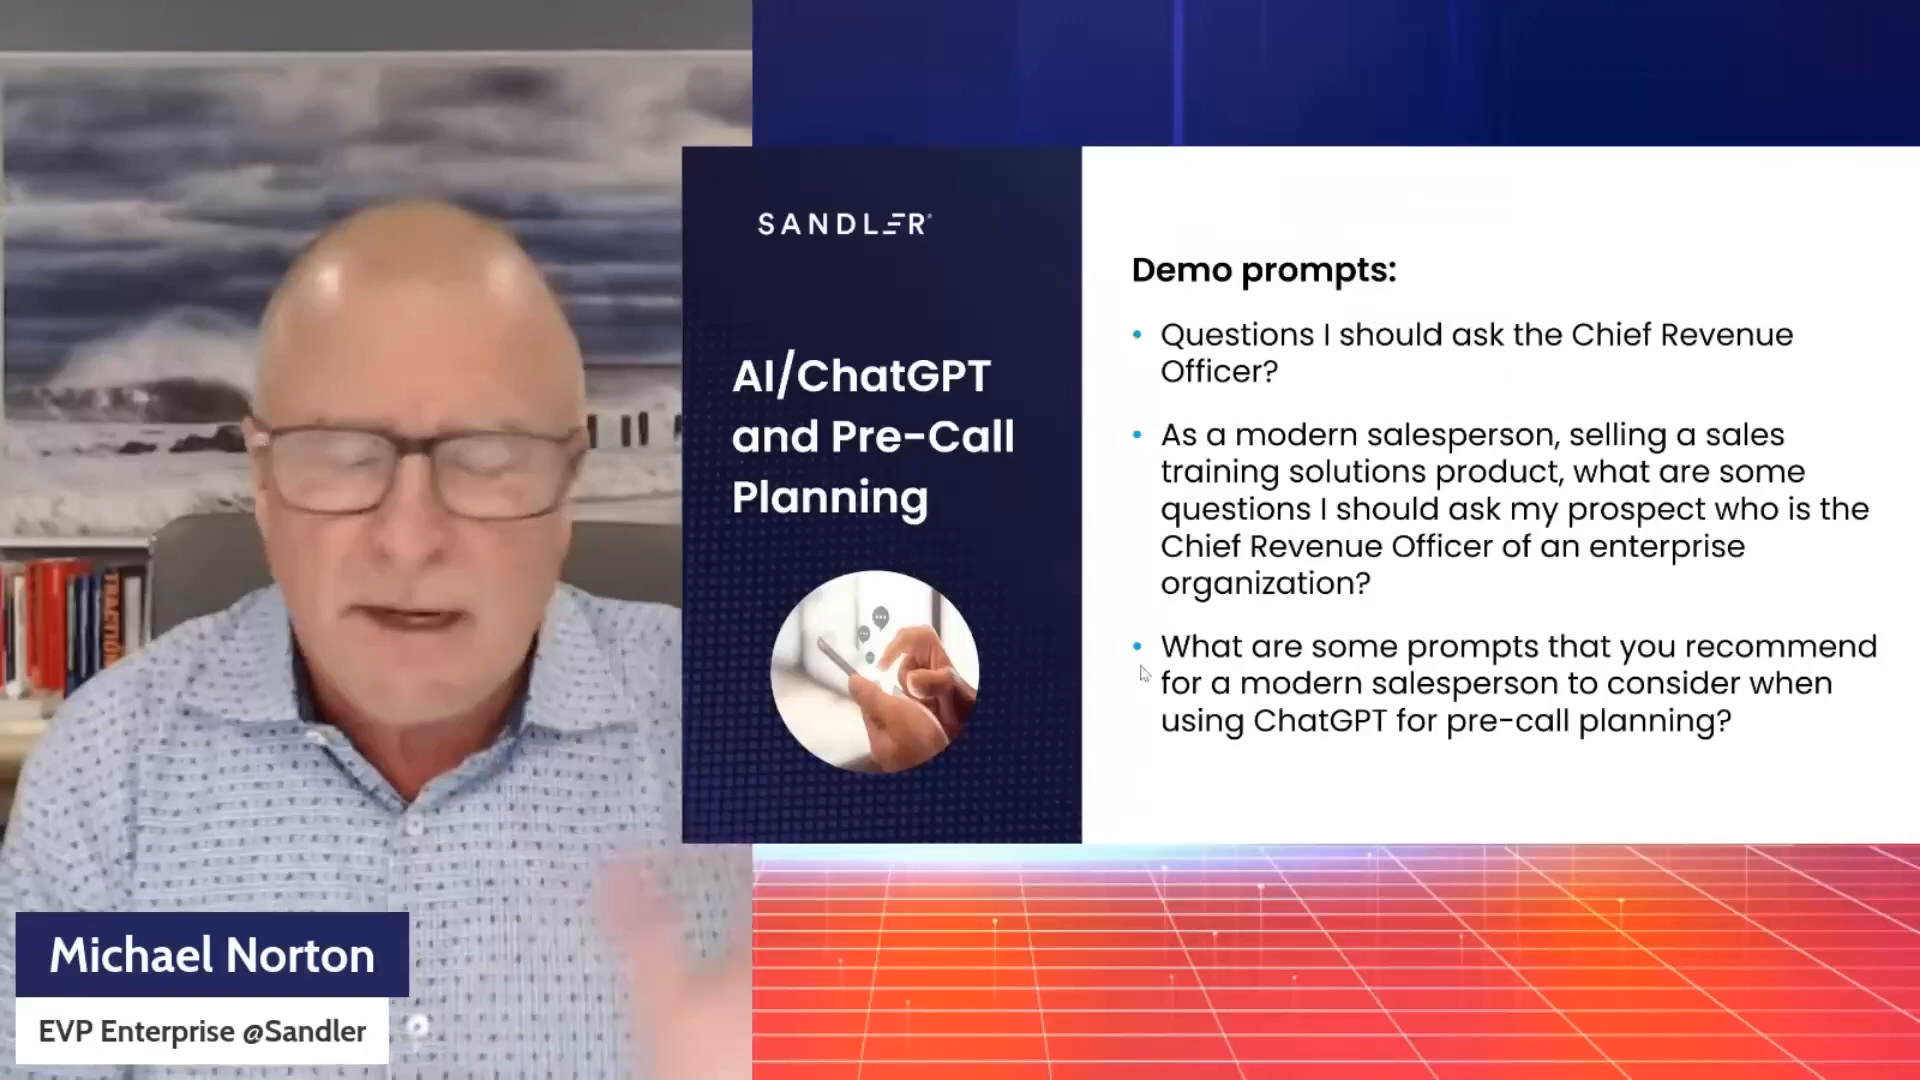 SANDLER
AI/ChatGPT
and Pre-Call
Planning
Demo prompts:
• Questions I should ask the Chief Revenue
Officer?
• As a modern salesperson, selling a sales
training solutions product, what are some
questions I should ask my prospect who is the
Chief Revenue Officer of an enterprise
organization?
• What are some prompts that you recommend
for a modern salesperson to consider when
using ChatGPT for pre-call planning?
TRACTION
Michael Norton
EVP Enterprise @Sandler